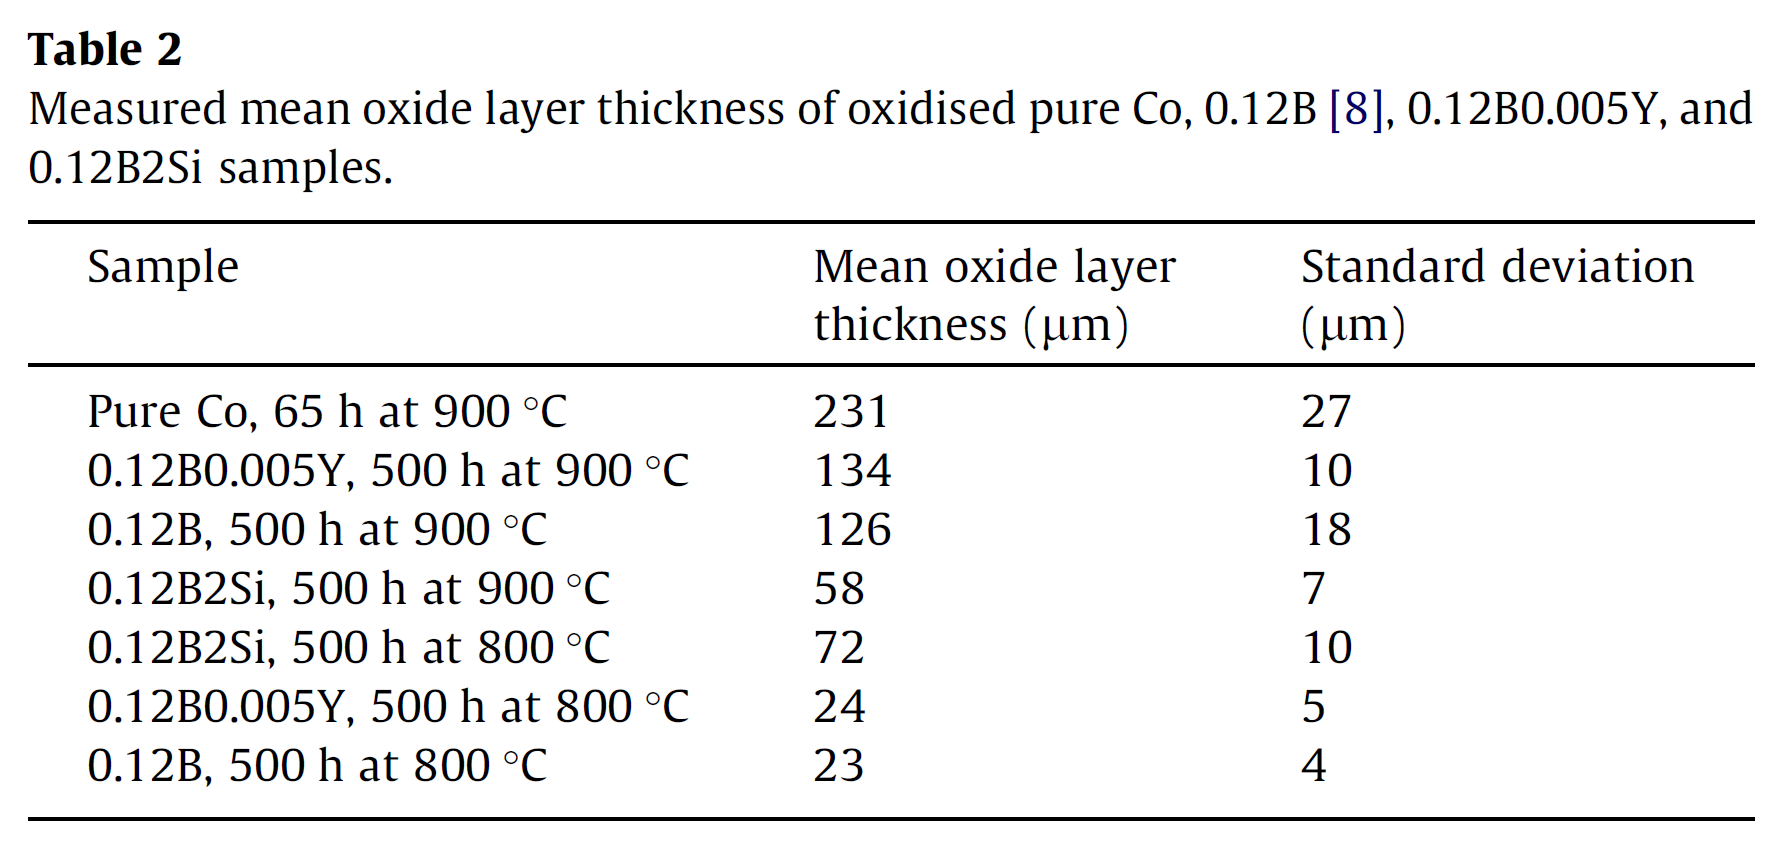 Table 2
Measured mean oxide layer thickness of oxidised pure Co, 0.12B [8], 0.12B0.005Y, and
0.12B2Si samples.
Sample Mean oxide layer thickness (μm) Standard deviation (μm)
Pure Co, 65 h at 900 °C 231 27
0.12B0.005Y, 500 h at 900 °C 134 10
0.12B, 500 h at 900 °C 126 18
0.12B2Si, 500 h at 900 °C 58 7
0.12B2Si, 500 h at 800 °C 72 10
0.12B0.005Y, 500 h at 800 °C 24 5
0.12B, 500 h at 800 °C 23 4